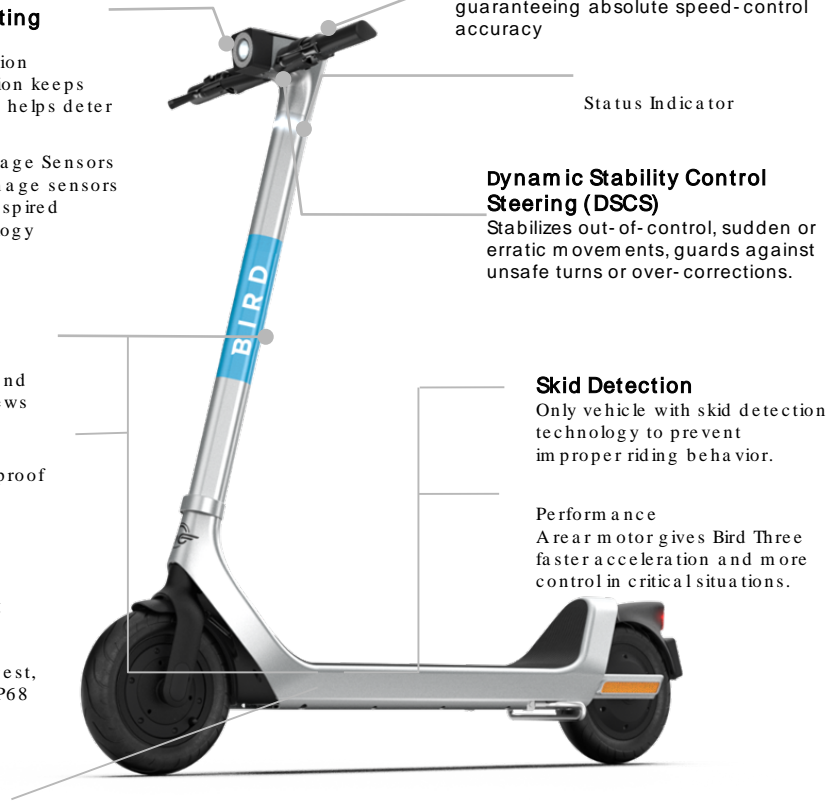 ting
ion
ion keeps
helps deter
age Sensors
age sensors
spired
ogy
nd
ews
proof
est,
P68
guaranteeing absolute speed-control
accuracy
Status Indicator
Dynamic Stability Control
Steering (DSCS)
Stabilizes out-of-control, sudden or
erratic movements, guards against
unsafe turns or over-corrections.
BIRD
Skid Detection
Only vehicle with skid detection
technology to prevent
improper riding behavior.
Performance
A rear motor gives Bird Three
faster acceleration and more
control in critical situations.